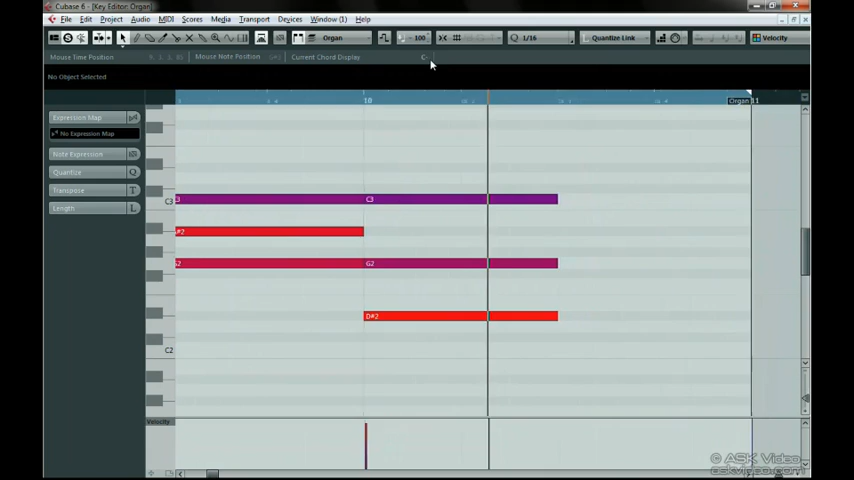 Cubase 6 - [Key Editor: Organ]
File Edit Project Audio MIDI Scores Media Transport Devices Window (1) Help
Organ 100 1/16 Quantize Link Velocity
Mouse Time Position Mouse Note Position Current Chord Display C-
No Object Selected
10 Organ 11
Expression Map
No Expression Map
Note Expression
Quantize Q
Transpose T
Length L
C3 C3
#2
G2
D#2
C2
Velocity
© ASK Video
askvideo.com